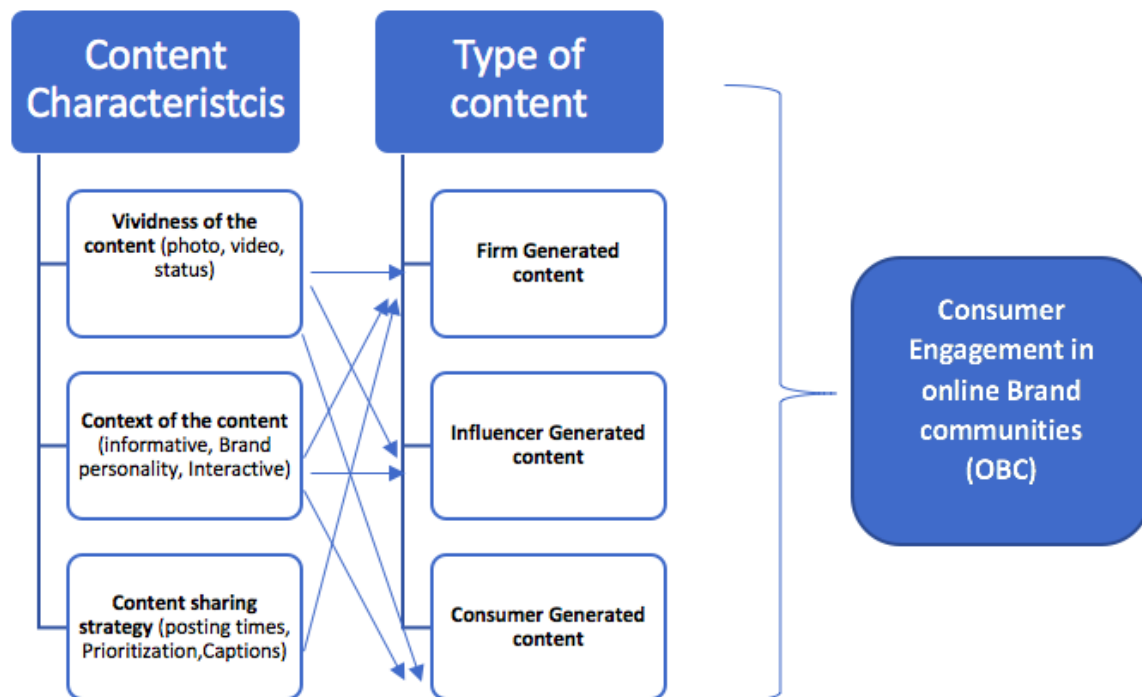 Content
Characteristcis
Type of
content
Vividness of the
content (photo, video,
status)
Firm Generated
content
Context of the content
(informative, Brand
personality, Interactive)
Influencer Generated
content
Content sharing
strategy (posting times,
Prioritization,Captions)
Consumer Generated
content
Consumer
Engagement in
online Brand
communities
(OBC)